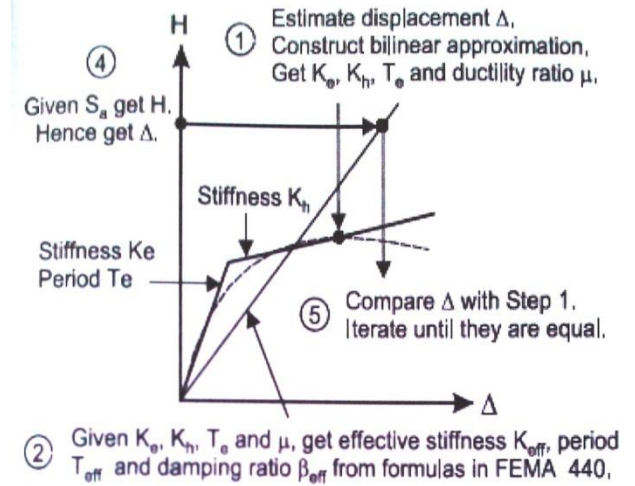 H
① Estimate displacement Δ,
Construct bilinear approximation,
Get Ke, Kh, Te and ductility ratio μ.
④
Given Sa get H.
Hence get Δ.
Stiffness Kh
Stiffness Ke
Period Te
⑤ Compare Δ with Step 1.
Iterate until they are equal.
Δ
② Given Ke, Kh, Te and μ, get effective stiffness Keff, period
Teff and damping ratio βeff from formulas in FEMA 440,